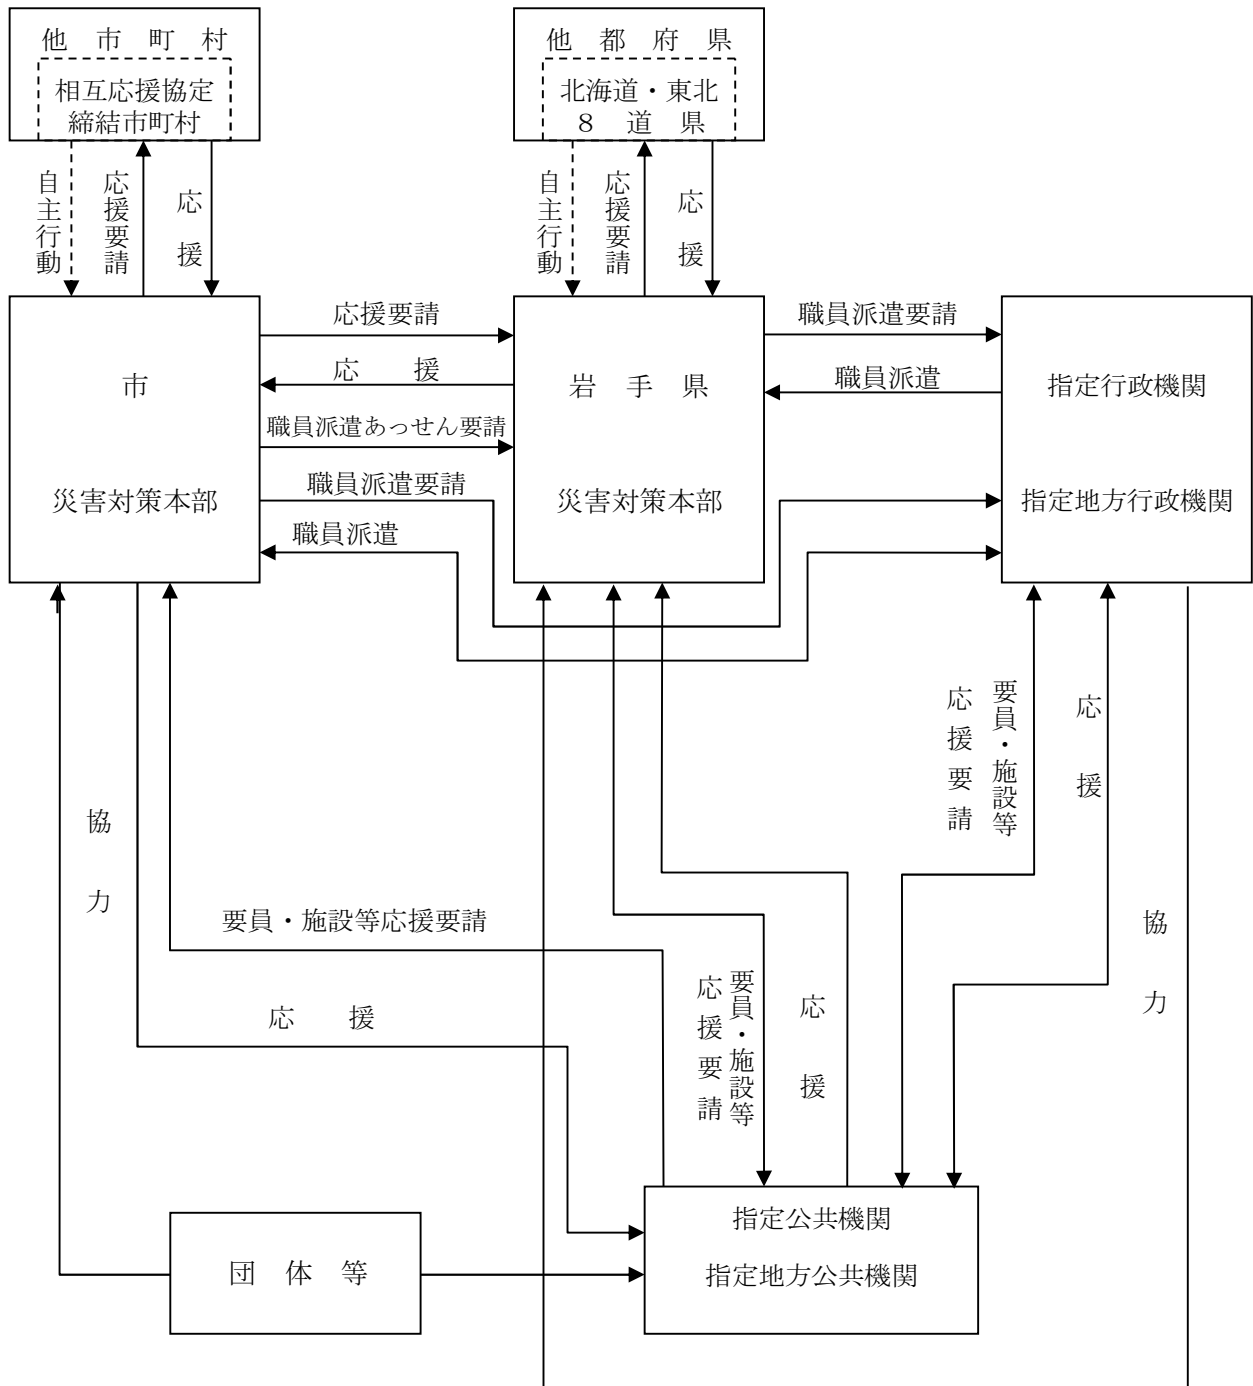 他市町村
相互応援協定
締結市町村
他都府県
北海道・東北
８道県
自主行動
応援要請
応援
自主行動
応援要請
応援
市
災害対策本部
応援要請
応援
職員派遣あっせん要請
職員派遣要請
職員派遣
岩手県
災害対策本部
職員派遣要請
職員派遣
指定行政機関
指定地方行政機関
協力
要員・施設等応援要請
応援
要員・施設等
応援要請
応援
要員・施設等
応援要請
応援
協力
団体等
指定公共機関
指定地方公共機関